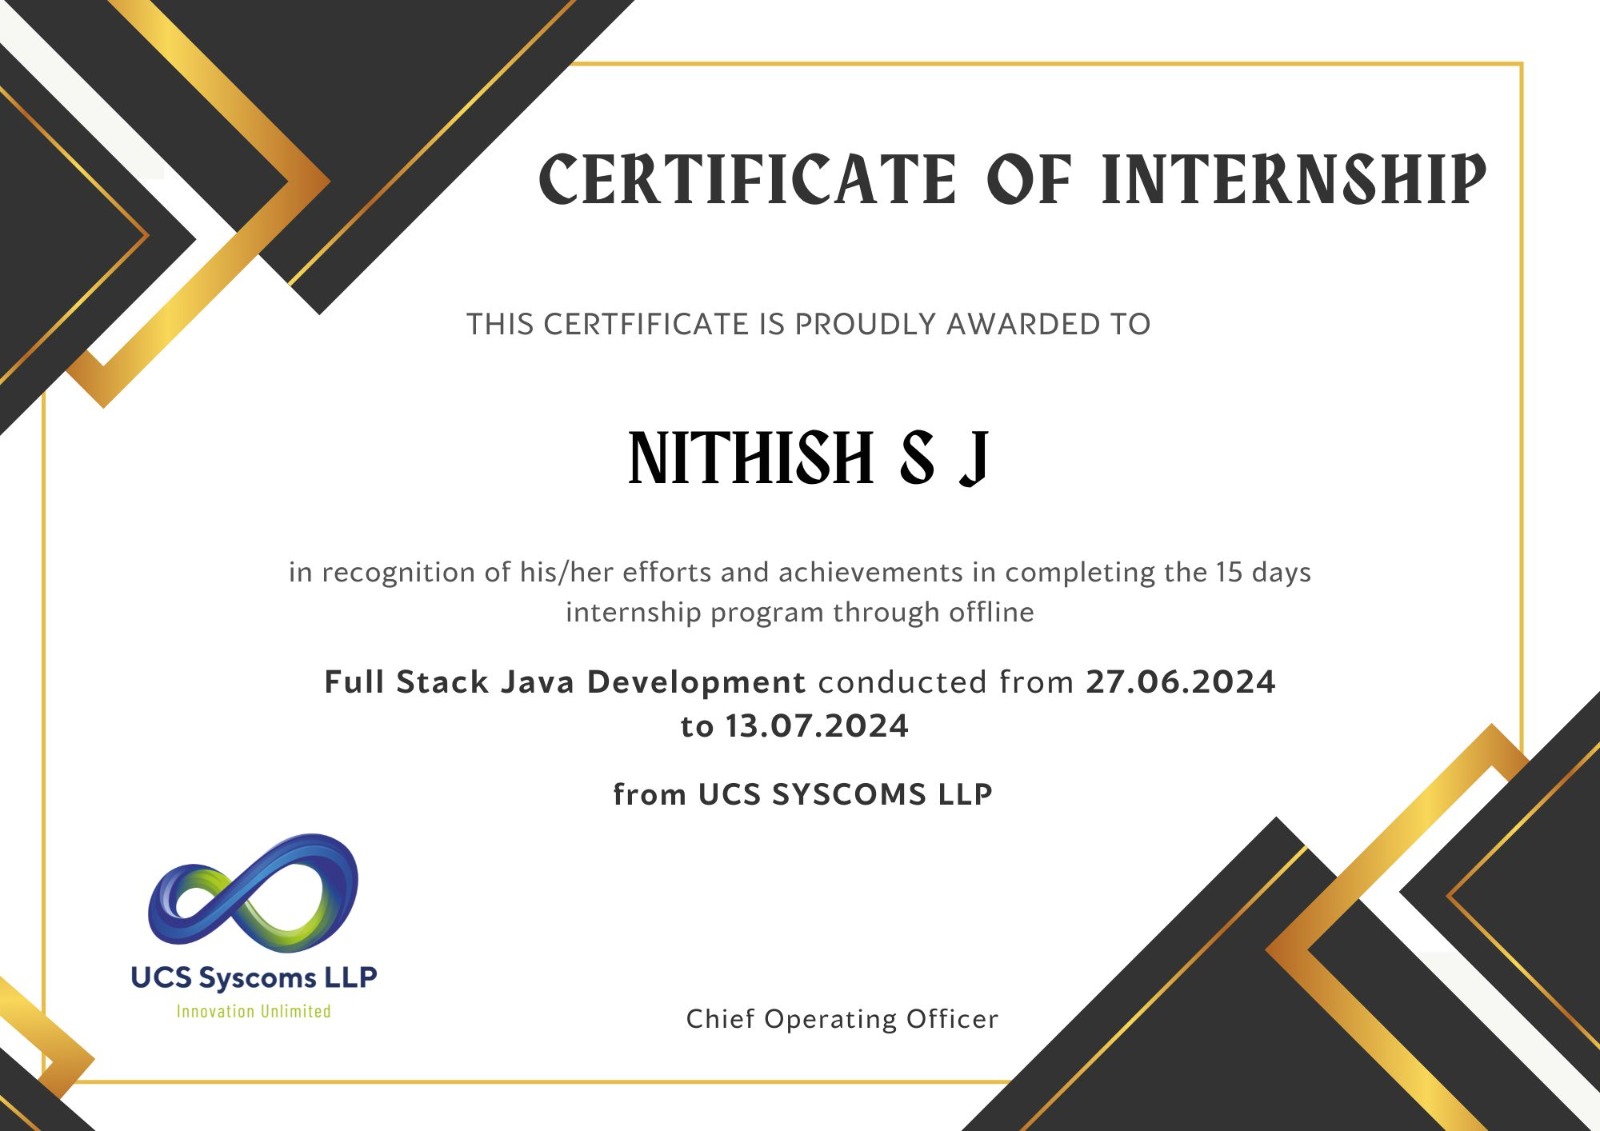 CERTIFICATE OF INTERNSHIP
THIS CERTFIFICATE IS PROUDLY AWARDED TO
NITHISH S J
in recognition of his/her efforts and achievements in completing the 15 days
internship program through offline
Full Stack Java Development conducted from 27.06.2024
to 13.07.2024
from UCS SYSCOMS LLP
UCS Syscoms LLP
Innovation Unlimited
Chief Operating Officer